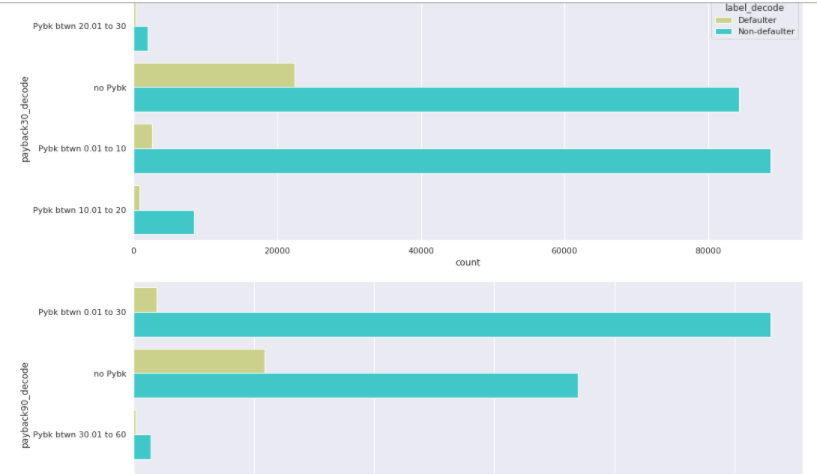 label_decode
Defaulter
Non-defaulter
Pybk btwn 20.01 to 30
no Pybk
Pybk btwn 0.01 to 10
Pybk btwn 10.01 to 20
payback30_decode
0 20000 40000 60000 80000
count
Pybk btwn 0.01 to 30
no Pybk
Pybk btwn 30.01 to 60
payback90_decode